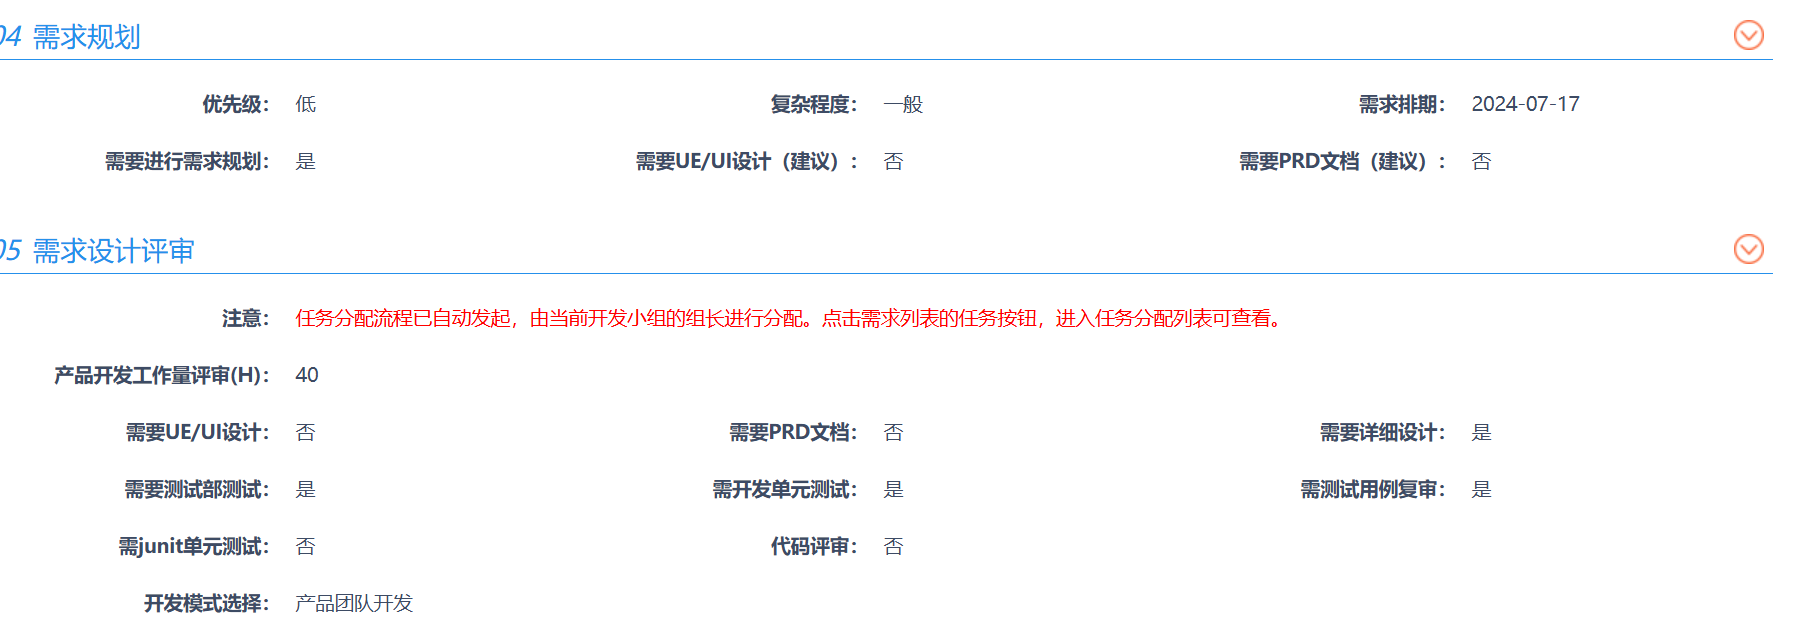 04 需求规划
优先级： 低 复杂程度： 一般 需求排期： 2024-07-17
需要进行需求规划： 是 需要UE/UI设计（建议）： 否 需要PRD文档（建议）： 否
05 需求设计评审
注意： 任务分配流程已自动发起，由当前开发小组的组长进行分配。点击需求列表的任务按钮，进入任务分配列表可查看。
产品开发工作量评审(H)： 40
需要UE/UI设计： 否 需要PRD文档： 否 需要详细设计： 是
需要测试部测试： 是 需开发单元测试： 是 需测试用例复审： 是
需junit单元测试： 否 代码评审： 否
开发模式选择： 产品团队开发